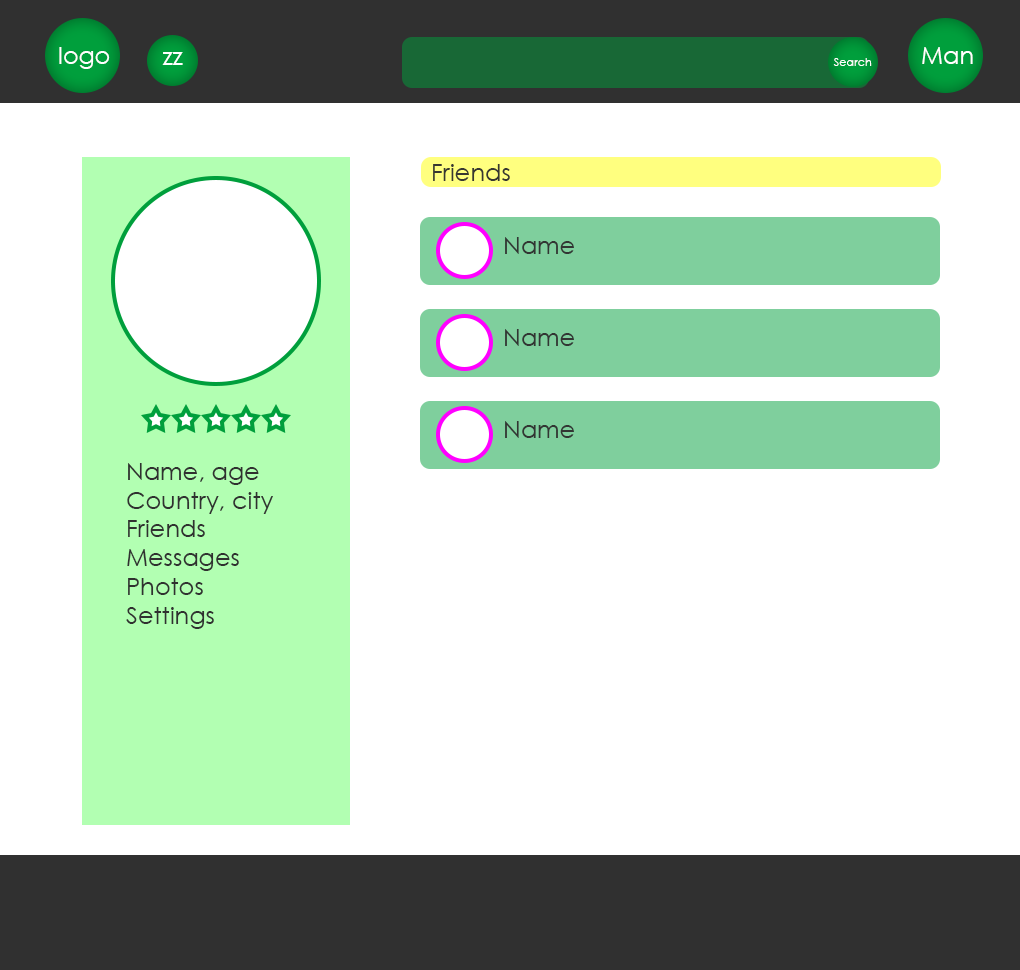 logo
zz
Search
Man
Friends
Name
Name
Name
Name, age
Country, city
Friends
Messages
Photos
Settings